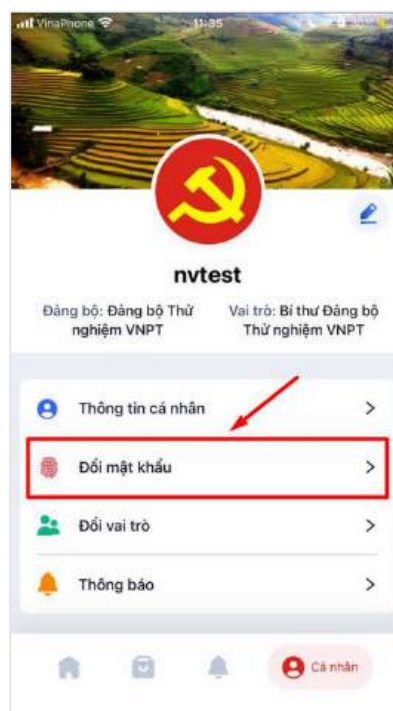 VinaPhone 11:35
nvtest
Đảng bộ: Đảng bộ Thử
nghiệm VNPT
Vai trò: Bí thư Đảng bộ
Thử nghiệm VNPT
Thông tin cá nhân
Đổi mật khẩu
Đổi vai trò
Thông báo
Cá nhân